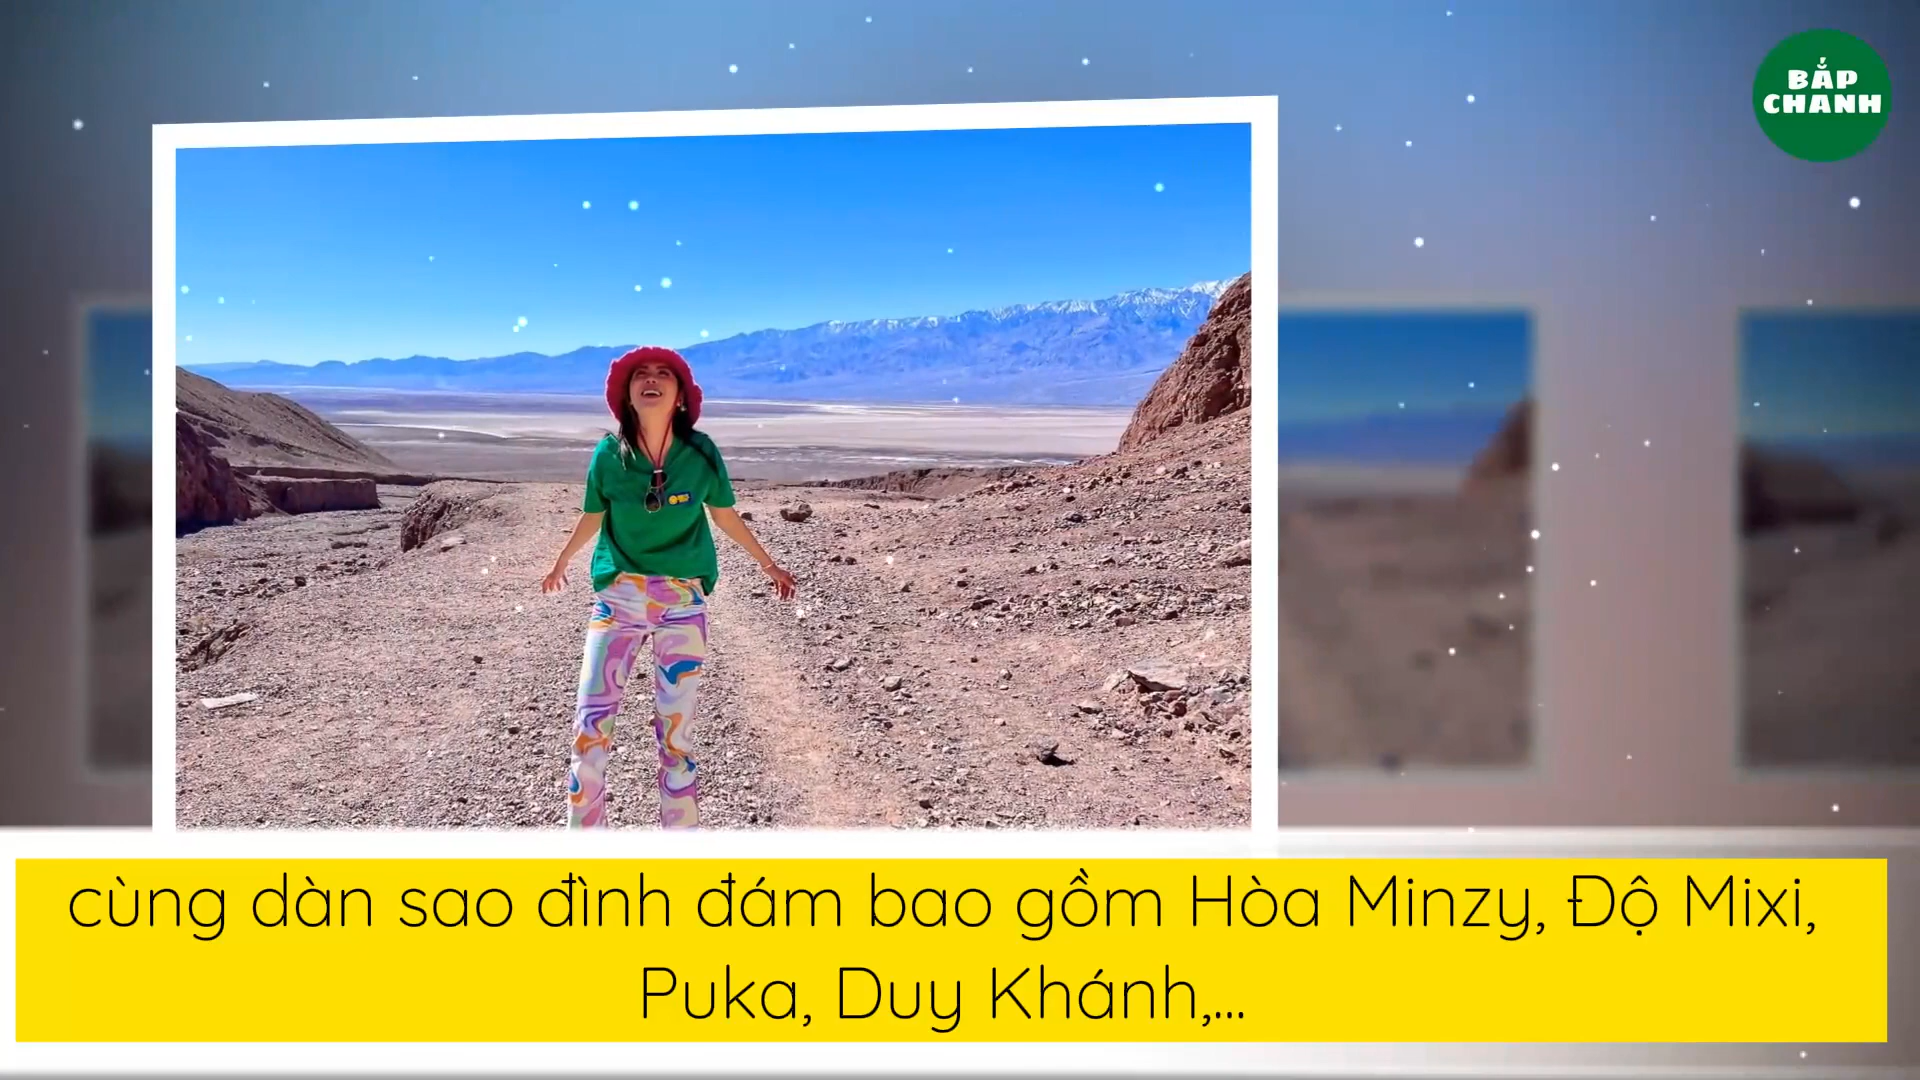 BẮP
CHANH
cùng dàn sao đình đám bao gồm Hòa Minzy, Độ Mixi,
Puka, Duy Khánh,...